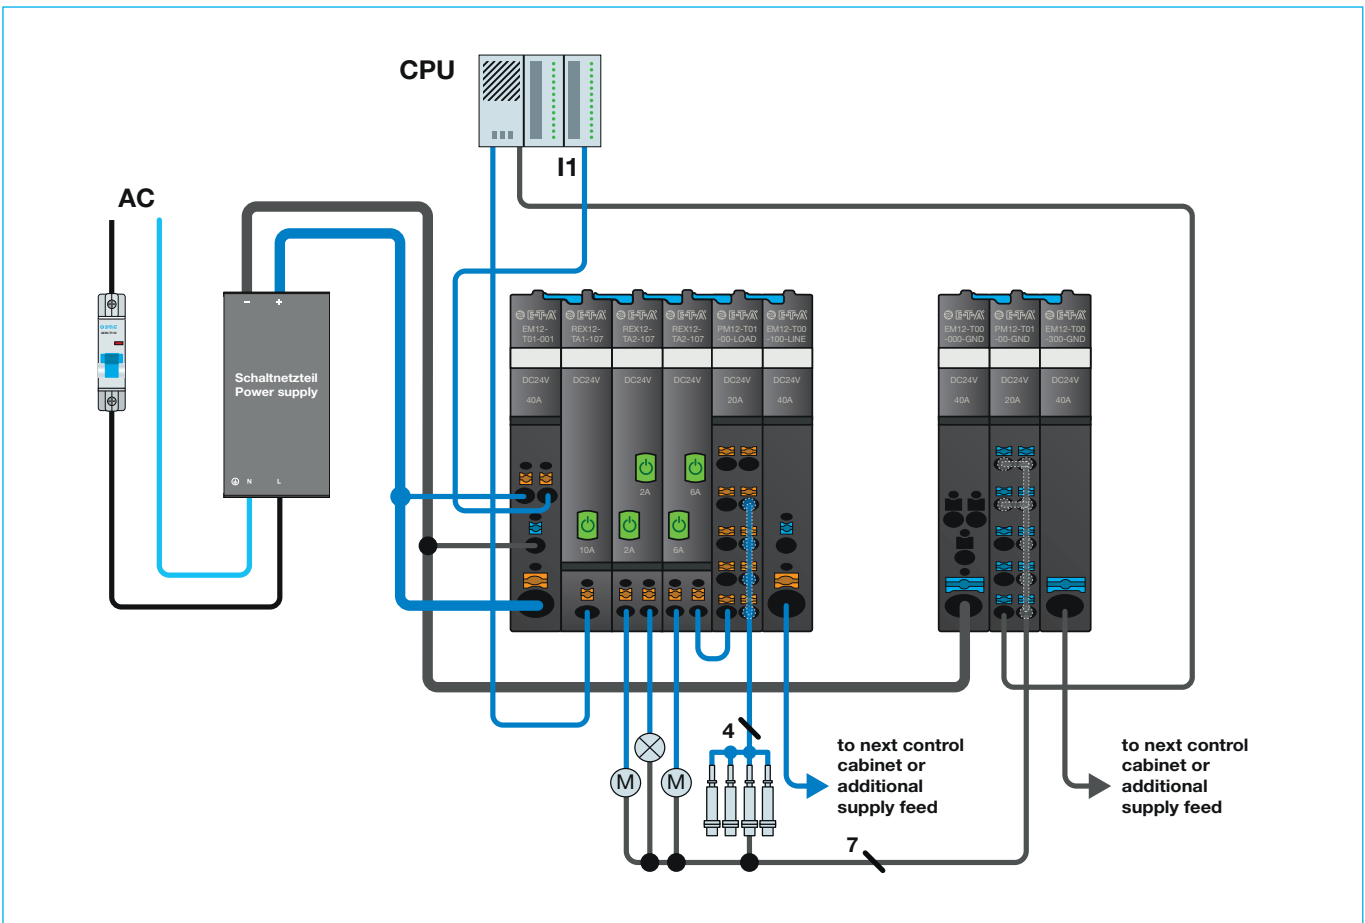 CPU
I1
AC
- +
Schaltnetzteil
Power supply
N L
E-T-A
EM12-
T01-001
DC24V
40A
E-T-A
REX12-
TA1-107
DC24V
10A
E-T-A
REX12-
TA2-107
DC24V
2A
2A
E-T-A
REX12-
TA2-107
DC24V
6A
6A
E-T-A
PM12-T01
-00-LOAD
DC24V
20A
E-T-A
EM12-T00
-100-LINE
DC24V
40A
E-T-A
EM12-T00
-000-GND
DC24V
40A
E-T-A
PM12-T01
-00-GND
DC24V
20A
E-T-A
EM12-T00
-300-GND
DC24V
40A
4
M
M
to next control
cabinet or
additional
supply feed
to next control
cabinet or
additional
supply feed
7